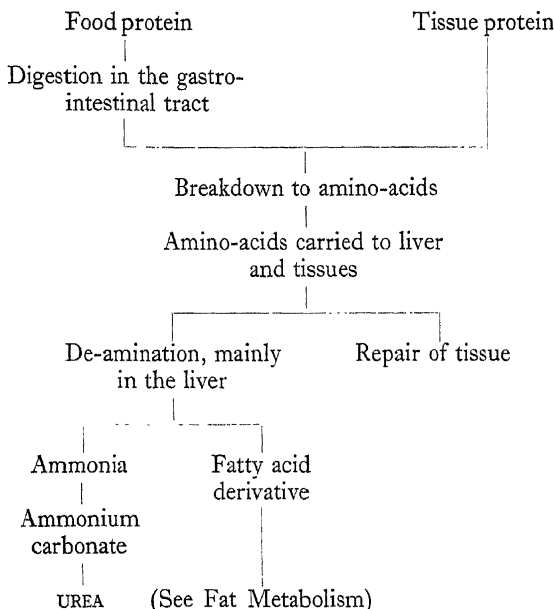 Food protein
Tissue protein
Digestion in the gastro-
intestinal tract
Breakdown to amino-acids
Amino-acids carried to liver
and tissues
De-amination, mainly
in the liver
Repair of tissue
Ammonia
Fatty acid
derivative
Ammonium
carbonate
UREA
(See Fat Metabolism)